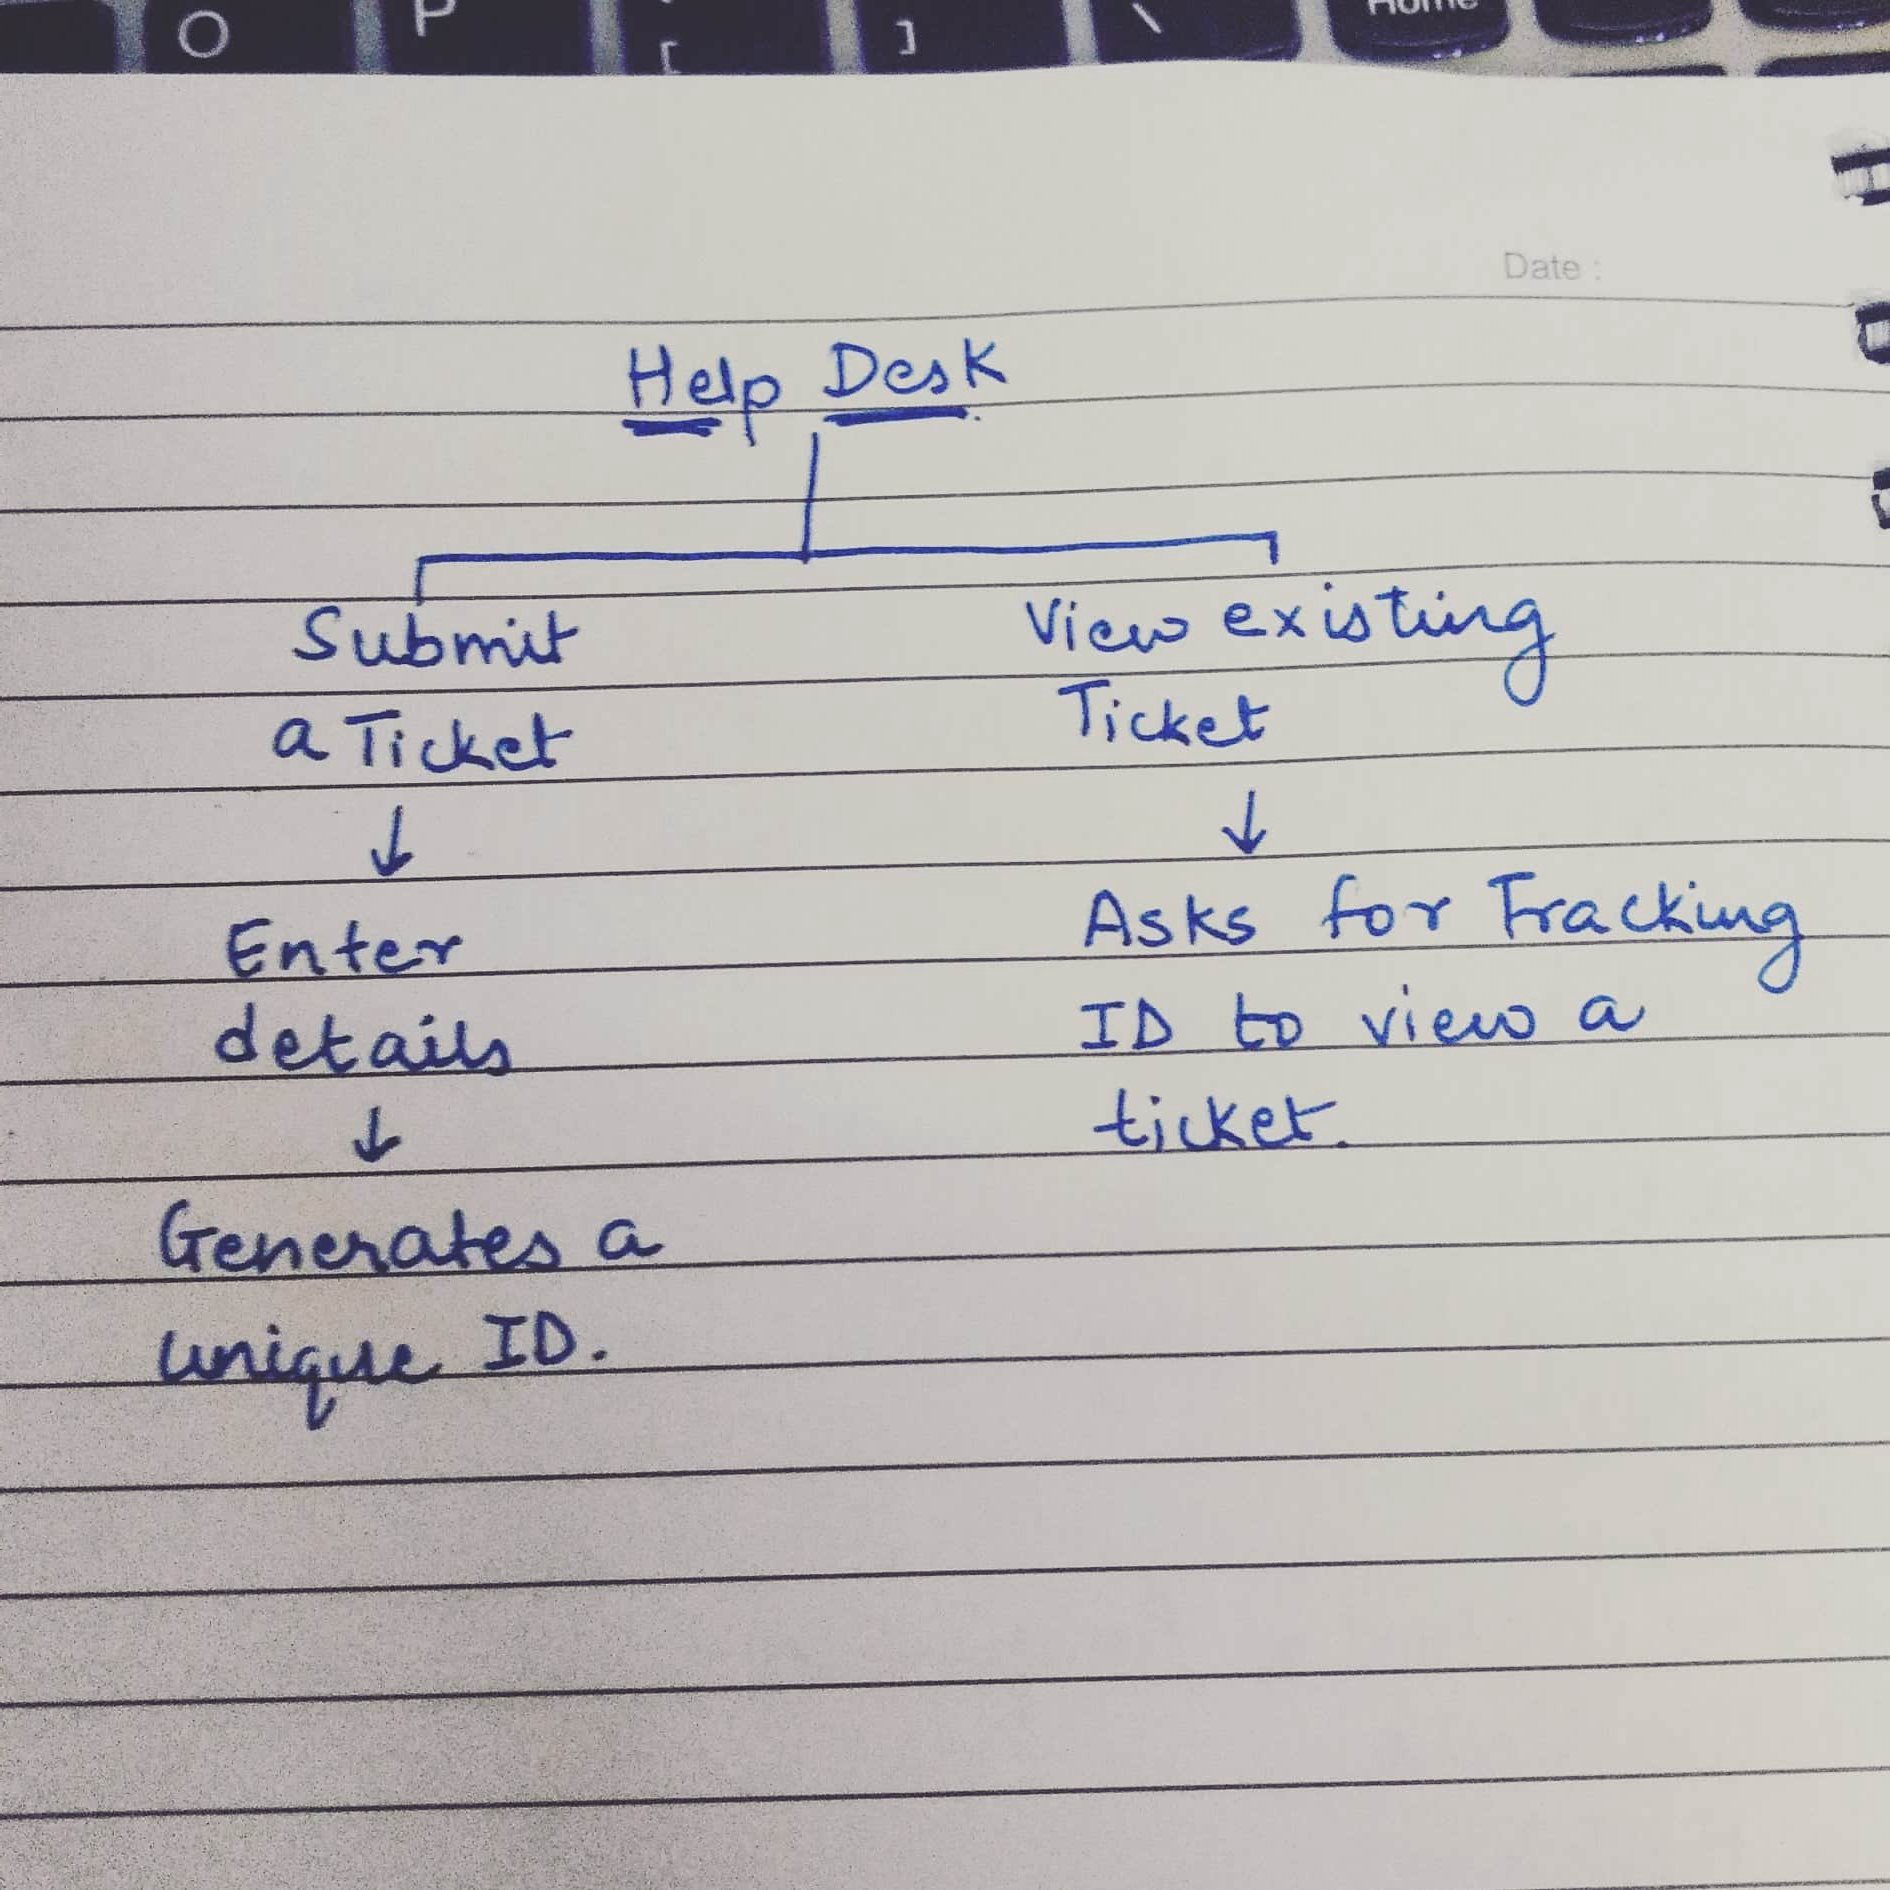 O
P
[
]
\
Home
Date :
Help Desk.
Submit
a Ticket
Enter
details
Generates a
unique ID.
View existing
Ticket
Asks for Tracking
ID to view a
ticket.